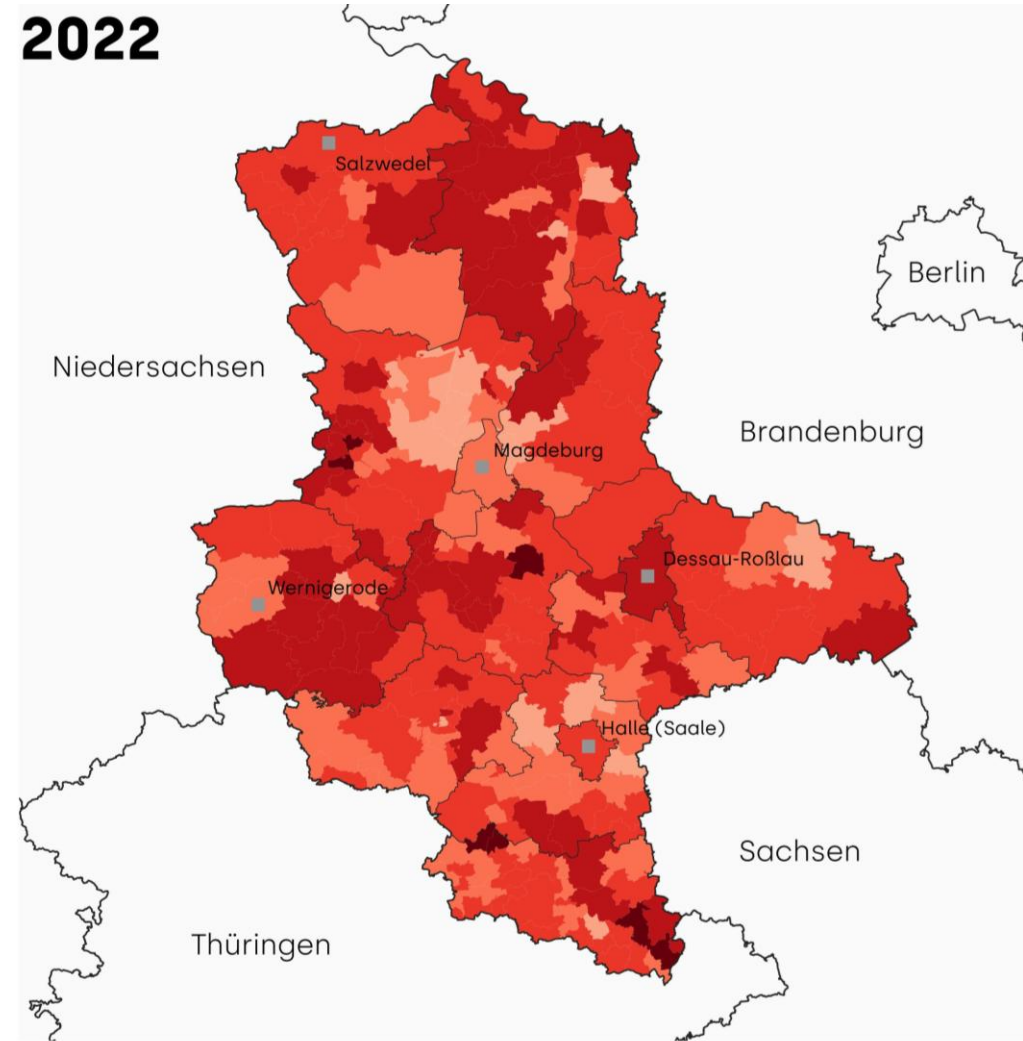 2022
Salzwedel
Berlin
Niedersachsen
Brandenburg
Magdeburg
Dessau-Roßlau
Wernigerode
Halle (Saale)
Sachsen
Thüringen